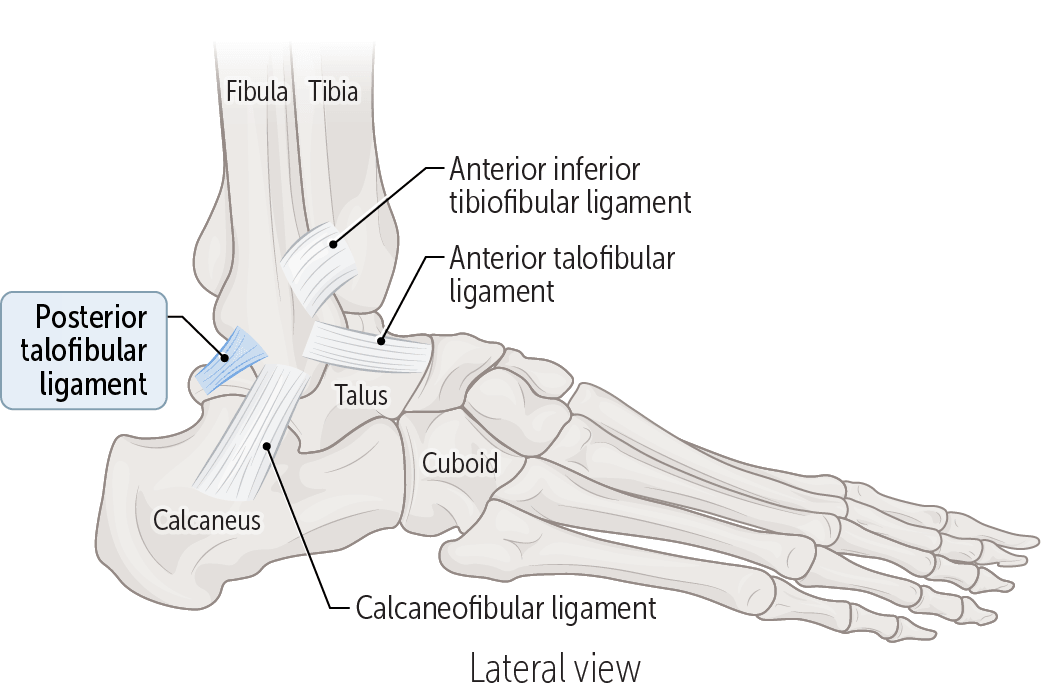 Fibula
Tibia
Anterior inferior
tibiofibular ligament
Anterior talofibular
ligament
Posterior
talofibular
ligament
Talus
Cuboid
Calcaneus
Calcaneofibular ligament
Lateral view